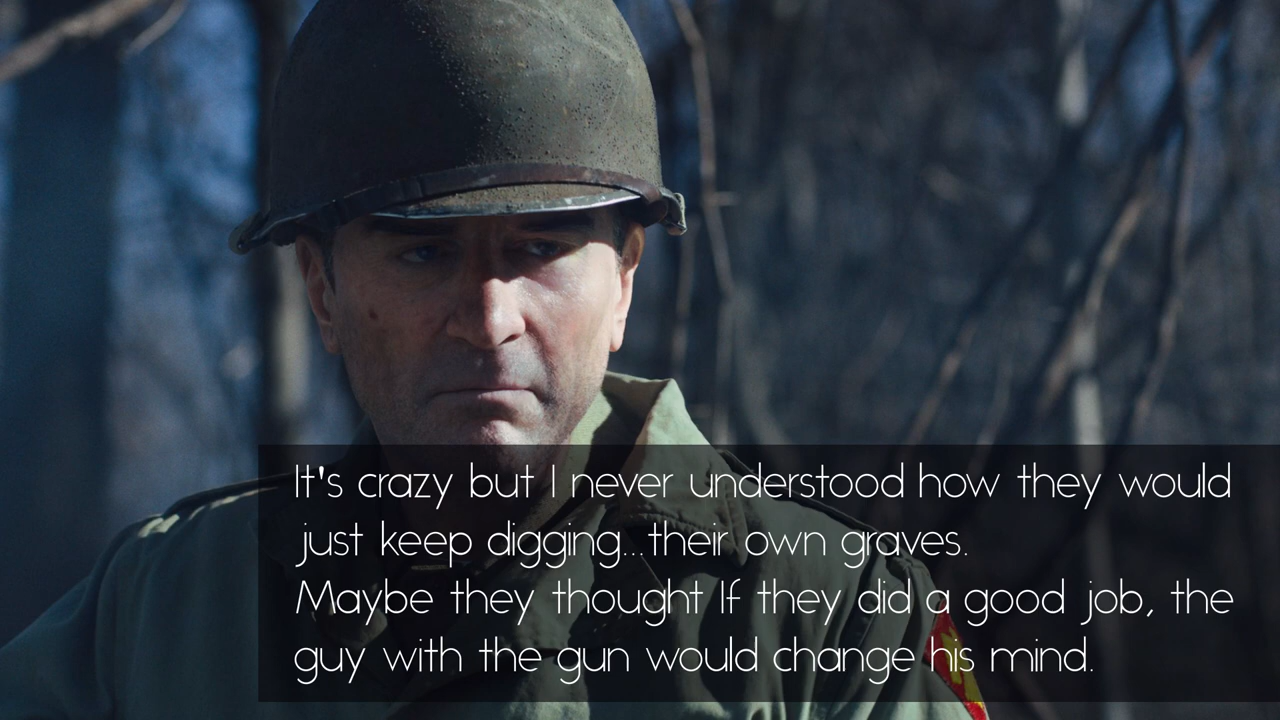 It's crazy but I never understood how they would
just keep digging...their own graves.
Maybe they thought If they did a good job, the
guy with the gun would change his mind.